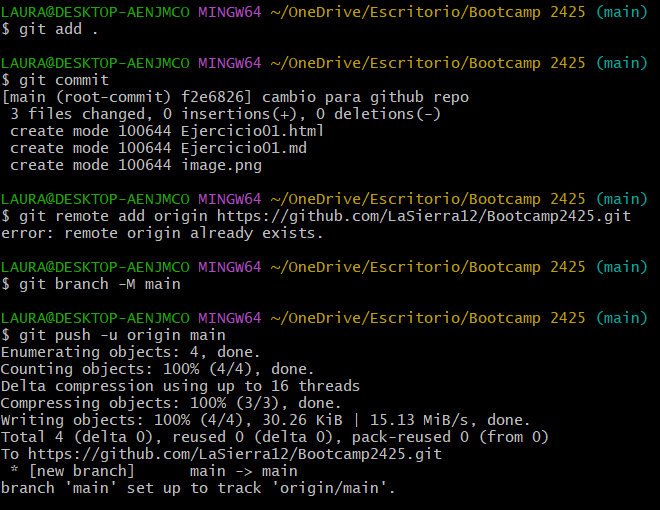 LAURA@DESKTOP-AENJMCO MINGW64 ~/OneDrive/Escritorio/Bootcamp 2425 (main)
$ git add .
LAURA@DESKTOP-AENJMCO MINGW64 ~/OneDrive/Escritorio/Bootcamp 2425 (main)
$ git commit
[main (root-commit) f2e6826] cambio para github repo
 3 files changed, 0 insertions(+), 0 deletions(-)
 create mode 100644 Ejercicio01.html
 create mode 100644 Ejercicio01.md
 create mode 100644 image.png
LAURA@DESKTOP-AENJMCO MINGW64 ~/OneDrive/Escritorio/Bootcamp 2425 (main)
$ git remote add origin https://github.com/LaSierra12/Bootcamp2425.git
error: remote origin already exists.
LAURA@DESKTOP-AENJMCO MINGW64 ~/OneDrive/Escritorio/Bootcamp 2425 (main)
$ git branch -M main
LAURA@DESKTOP-AENJMCO MINGW64 ~/OneDrive/Escritorio/Bootcamp 2425 (main)
$ git push -u origin main
Enumerating objects: 4, done.
Counting objects: 100% (4/4), done.
Delta compression using up to 16 threads
Compressing objects: 100% (3/3), done.
Writing objects: 100% (4/4), 30.26 KiB | 15.13 MiB/s, done.
Total 4 (delta 0), reused 0 (delta 0), pack-reused 0 (from 0)
To https://github.com/LaSierra12/Bootcamp2425.git
 * [new branch]      main -> main
branch 'main' set up to track 'origin/main'.